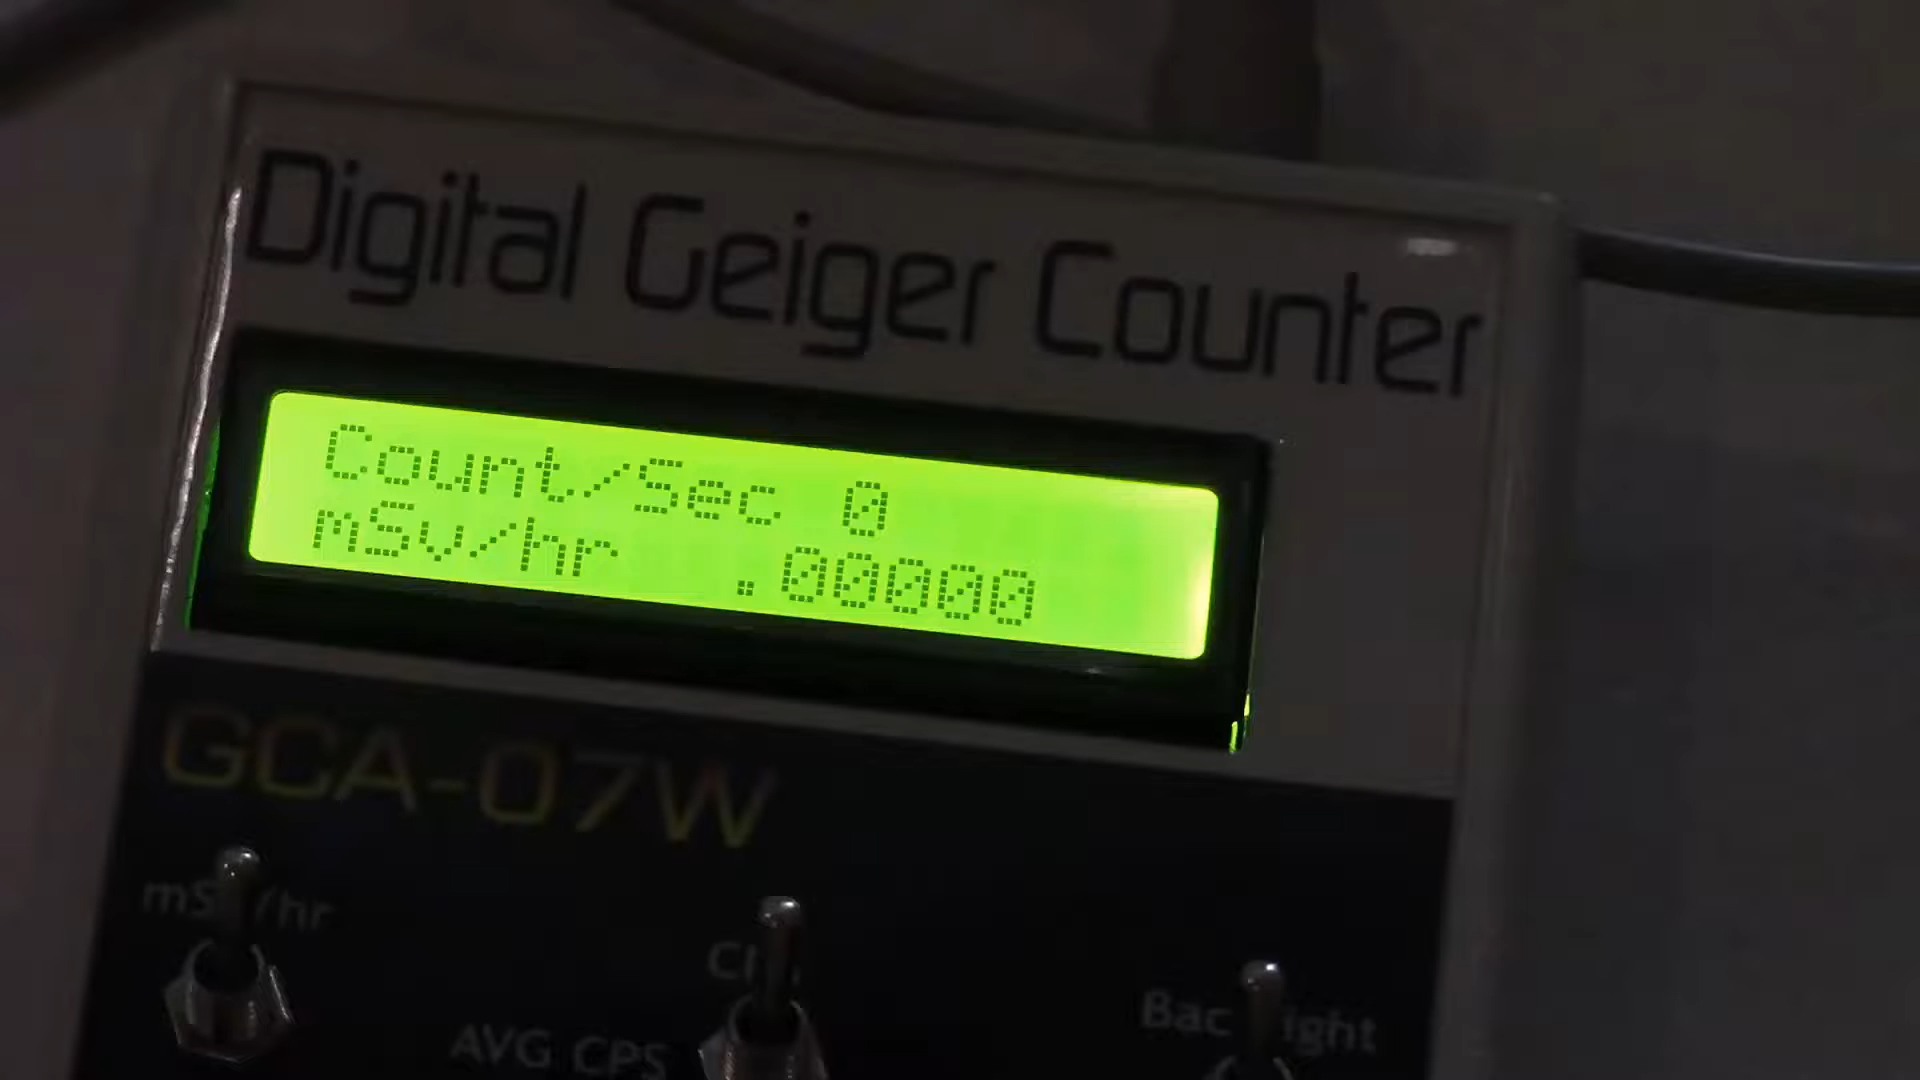 Digital Geiger Counter
Count/Sec 0
mSv/hr .00000
GCA-07W
AVG CPS